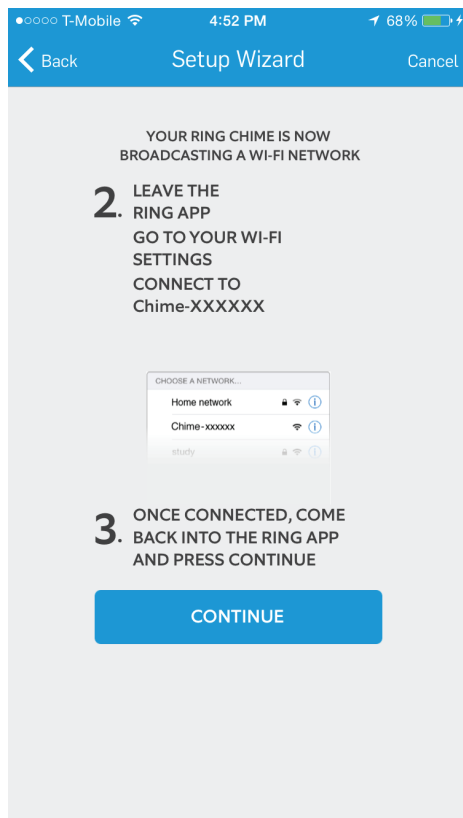 T-Mobile 4:52 PM 68%
Back Setup Wizard Cancel
YOUR RING CHIME IS NOW
BROADCASTING A WI-FI NETWORK
2. LEAVE THE
RING APP
GO TO YOUR WI-FI
SETTINGS
CONNECT TO
Chime-XXXXXX
CHOOSE A NETWORK...
Home network
Chime-xxxxxx
study
3. ONCE CONNECTED, COME
BACK INTO THE RING APP
AND PRESS CONTINUE
CONTINUE